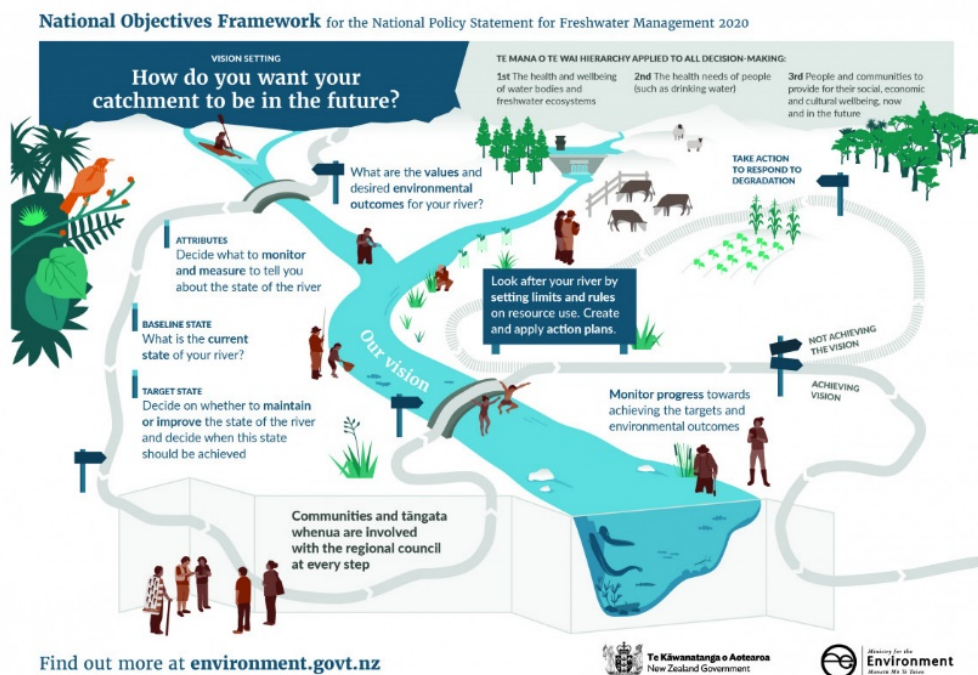 National Objectives Framework for the National Policy Statement for Freshwater Management 2020
VISION SETTING
How do you want your
catchment to be in the future?
TE MANA O TE WAI HIERARCHY APPLIED TO ALL DECISION-MAKING:
1st The health and wellbeing
of water bodies and
freshwater ecosystems
2nd The health needs of people
(such as drinking water)
3rd People and communities to
provide for their social, economic
and cultural wellbeing, now
and in the future
What are the values and
desired environmental
outcomes for your river?
TAKE ACTION
TO RESPOND TO
DEGRADATION
ATTRIBUTES
Decide what to monitor
and measure to tell you
about the state of the river
BASELINE STATE
What is the current
state of your river?
TARGET STATE
Decide on whether to maintain
or improve the state of the river
and decide when this state
should be achieved
Our vision
Look after your river by
setting limits and rules
on resource use. Create
and apply action plans.
NOT ACHIEVING
THE VISION
ACHIEVING
VISION
Monitor progress towards
achieving the targets and
environmental outcomes
Communities and tāngata
whenua are involved
with the regional council
at every step
Find out more at environment.govt.nz
Te Kāwanatanga o Aotearoa
New Zealand Government
Ministry for the
Environment
Manatū Mō Te Taiao